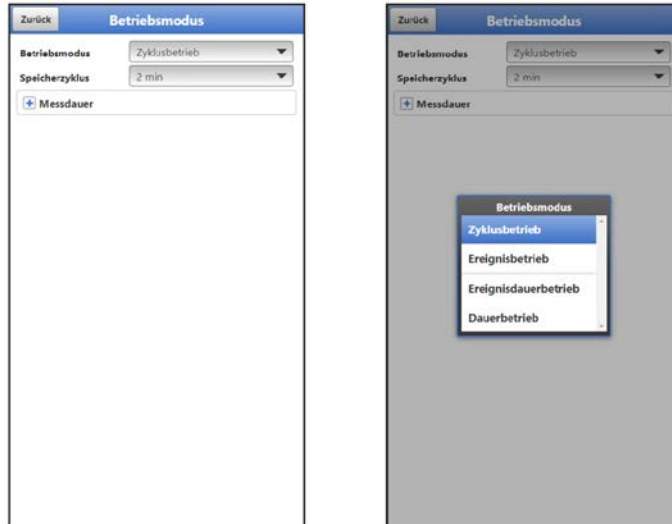 Zurück
Betriebsmodus
Betriebsmodus
Zyklusbetrieb
Speicherzyklus
2 min
Messdauer
Zurück
Betriebsmodus
Betriebsmodus
Zyklusbetrieb
Speicherzyklus
2 min
Messdauer
Betriebsmodus
Zyklusbetrieb
Ereignisbetrieb
Ereignisdauerbetrieb
Dauerbetrieb